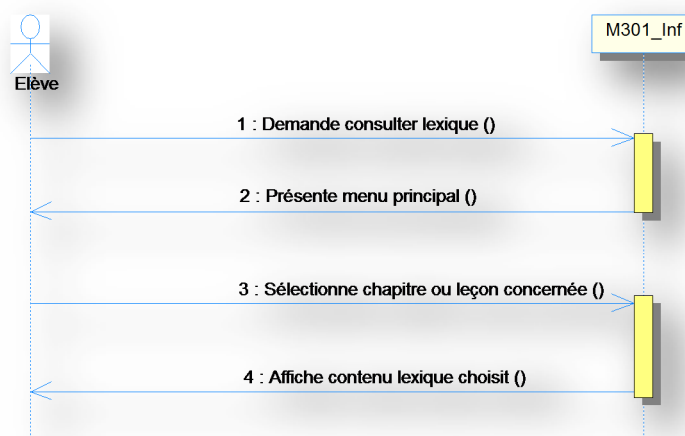 M301_Inf
Elève
1 : Demande consulter lexique ()
2 : Présente menu principal ()
3 : Sélectionne chapitre ou leçon concernée ()
4 : Affiche contenu lexique choisit ()